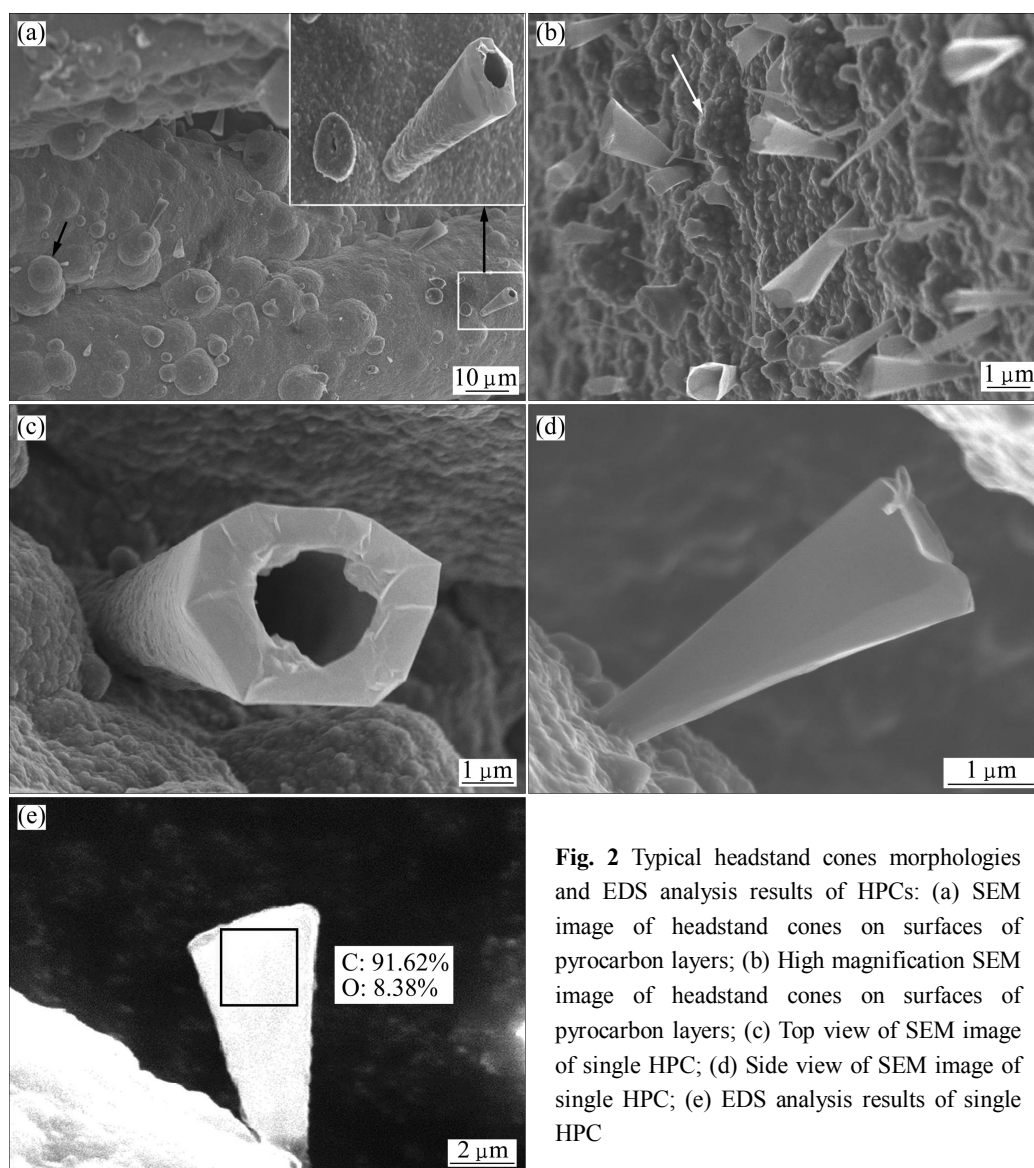 (a)
10 μm
(b)
1 μm
(c)
1 μm
(d)
1 μm
(e)
C: 91.62%
O: 8.38%
2 μm
Fig. 2 Typical headstand cones morphologies
and EDS analysis results of HPCs: (a) SEM
image of headstand cones on surfaces of
pyrocarbon layers; (b) High magnification SEM
image of headstand cones on surfaces of
pyrocarbon layers; (c) Top view of SEM image
of single HPC; (d) Side view of SEM image of
single HPC; (e) EDS analysis results of single
HPC